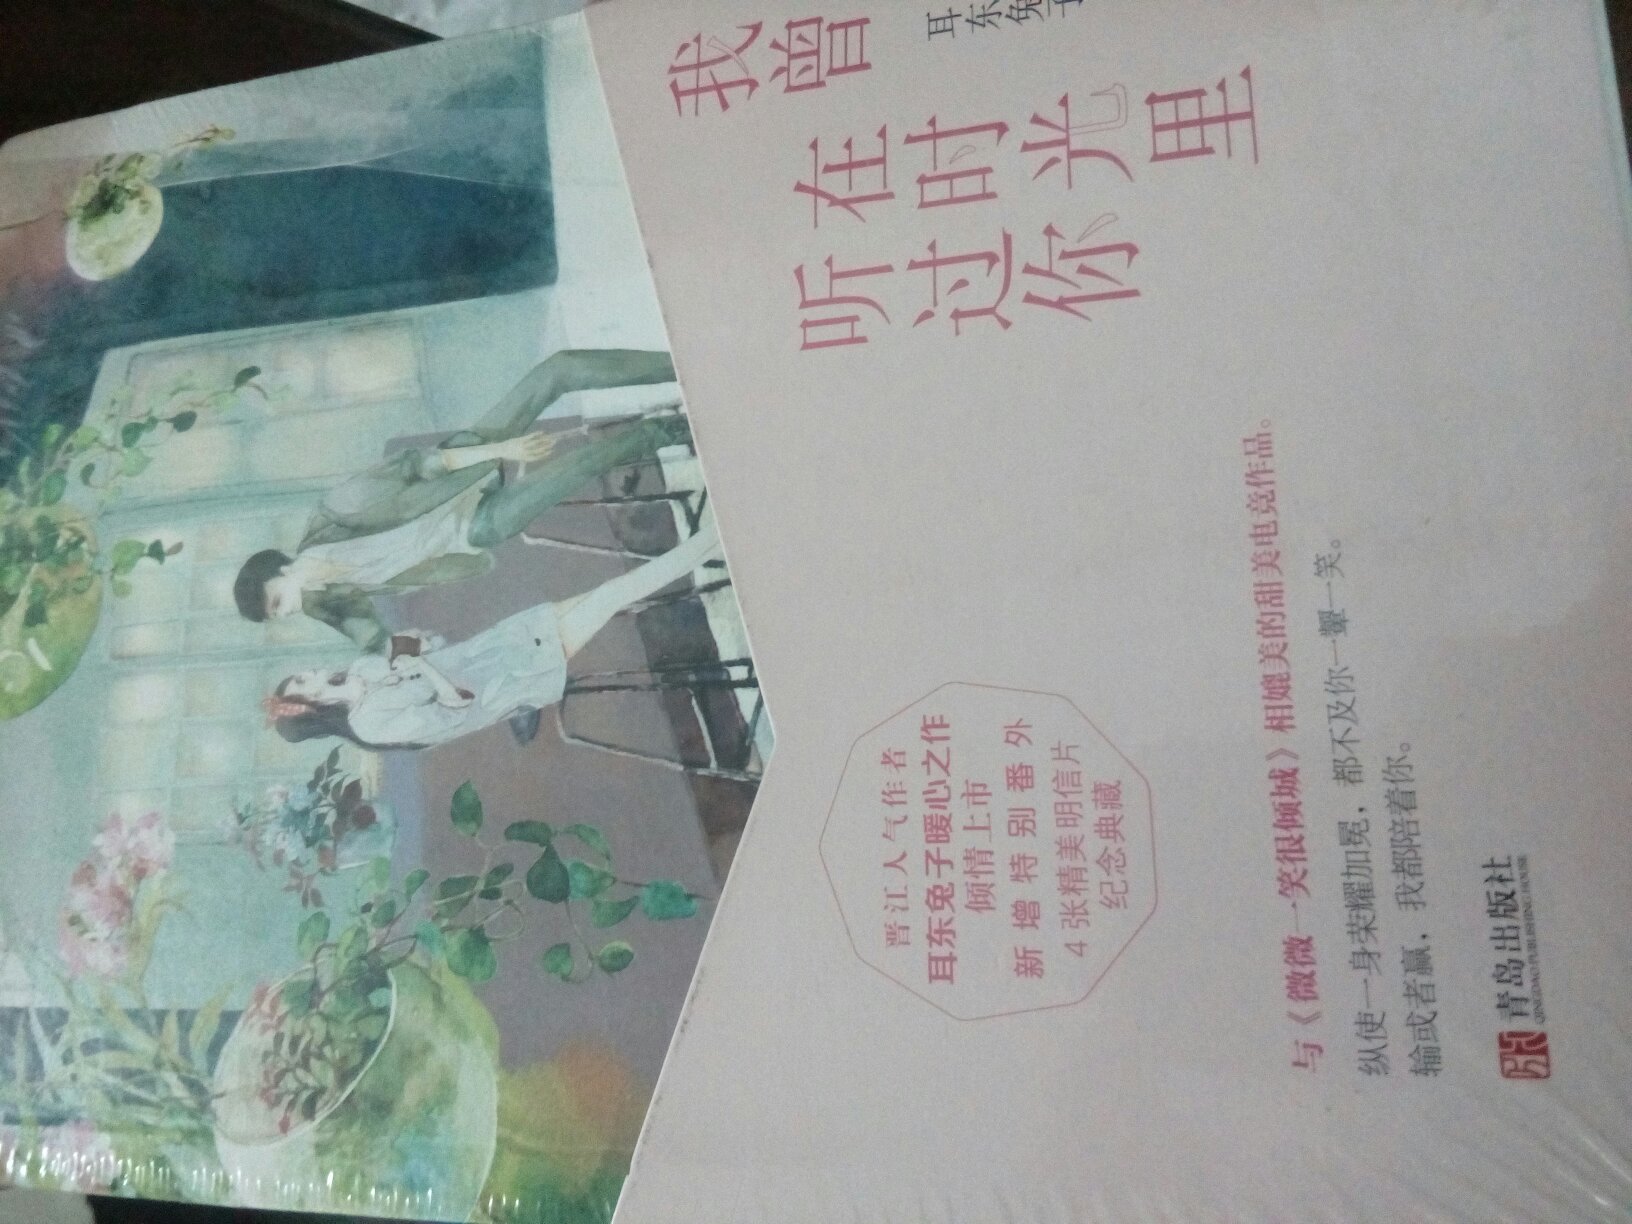 我曾
在时光里
听过你
耳东兔子
晋江人气作者
耳东兔子暖心之作
倾情上市
新增特别番外
4张精美明信片
纪念典藏
与《微微一笑很倾城》相媲美的甜美电竞作品。
纵使一身荣耀加冕，都不及你一颦一笑。
输或者赢，我都陪着你。
青岛出版社
QINGDAO PUBLISHING HOUSE